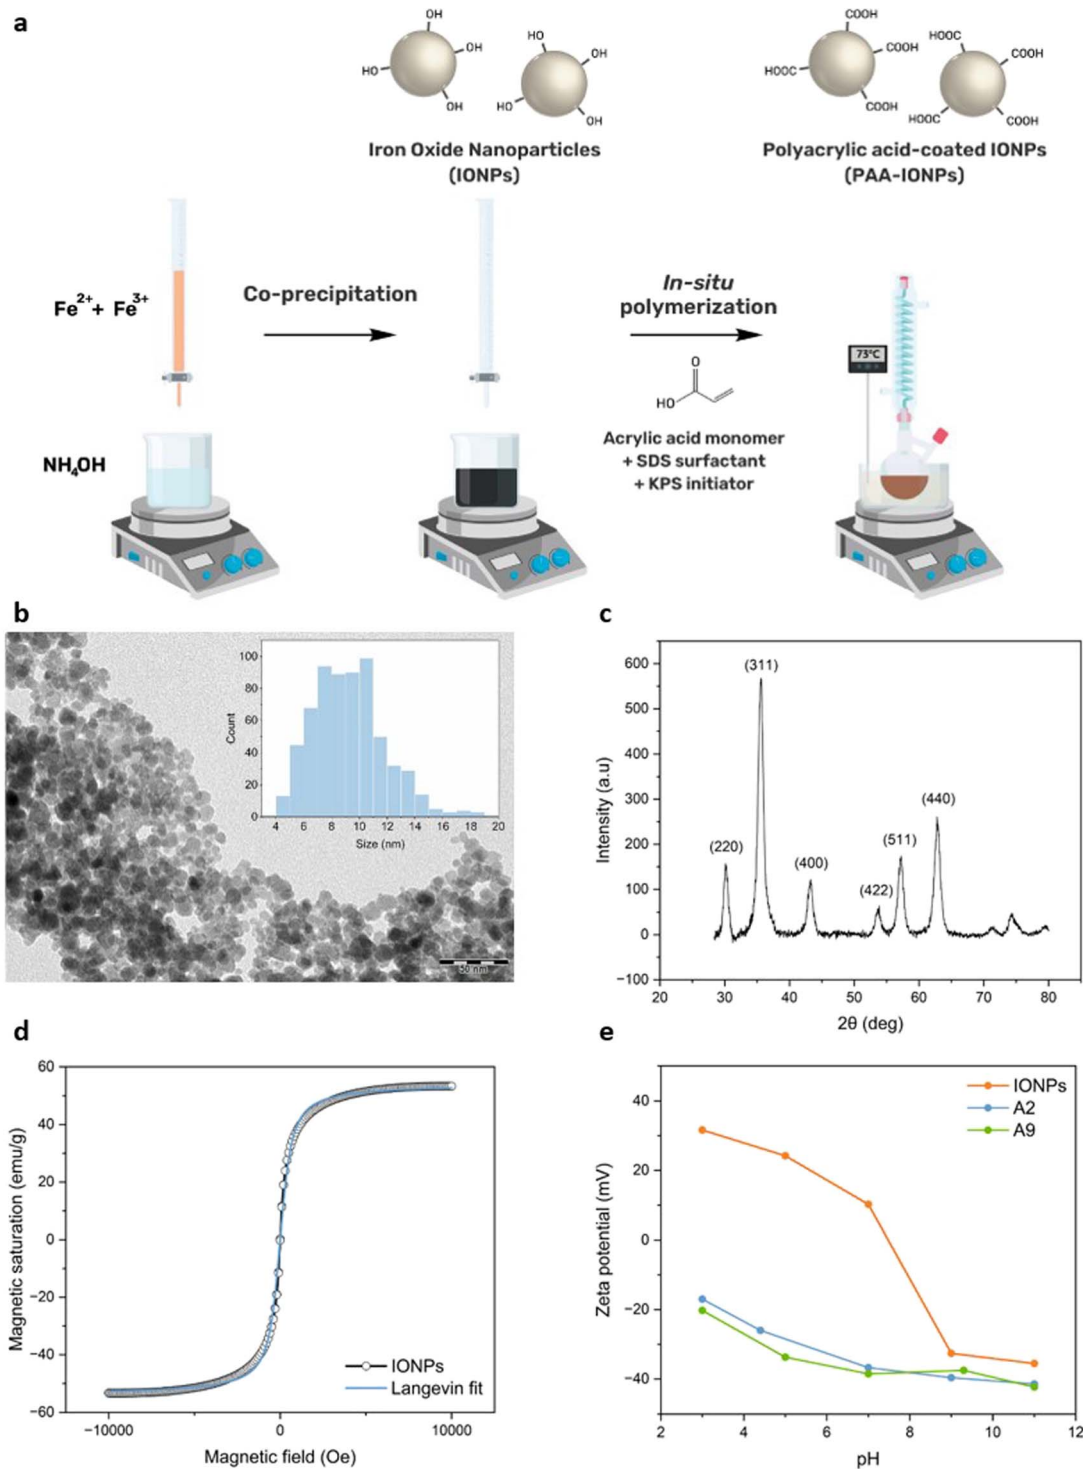 a
OH
OH
HO
OH
HO
OH
HO
OH
Iron Oxide Nanoparticles
(IONPs)
COOH
COOH
HOOC
COOH
HOOC
COOH
HOOC
COOH
Polyacrylic acid-coated IONPs
(PAA-IONPs)
Fe2+ + Fe3+
NH4OH
Co-precipitation
In-situ
polymerization
O
HO
Acrylic acid monomer
+ SDS surfactant
+ KPS initiator
73°C
b
100
80
60
40
20
0
Count
4 6 8 10 12 14 16 18 20
Size (nm)
50 nm
c
600
500
400
300
200
100
0
−100
Intensity (a.u)
(220)
(311)
(400)
(422)
(511)
(440)
20 30 40 50 60 70 80
2θ (deg)
d
60
40
20
0
−20
−40
−60
Magnetic saturation (emu/g)
IONPs
Langevin fit
−10000 0 10000
Magnetic field (Oe)
e
40
20
0
−20
−40
Zeta potential (mV)
IONPs
A2
A9
2 4 6 8 10 12
pH